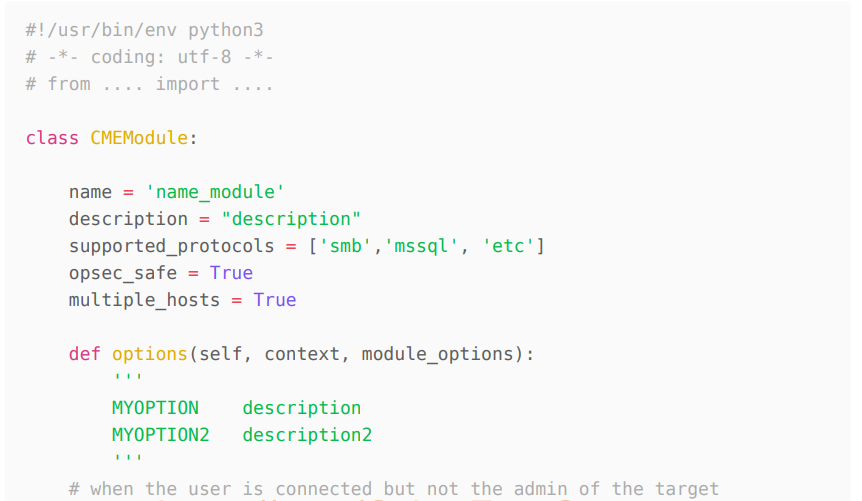 #!/usr/bin/env python3
# -*- coding: utf-8 -*-
# from .... import ....
class CMEModule:
name = 'name_module'
description = "description"
supported_protocols = ['smb','mssql', 'etc']
opsec_safe = True
multiple_hosts = True
def options(self, context, module_options):
'''
MYOPTION    description
MYOPTION2   description2
'''
# when the user is connected but not the admin of the target